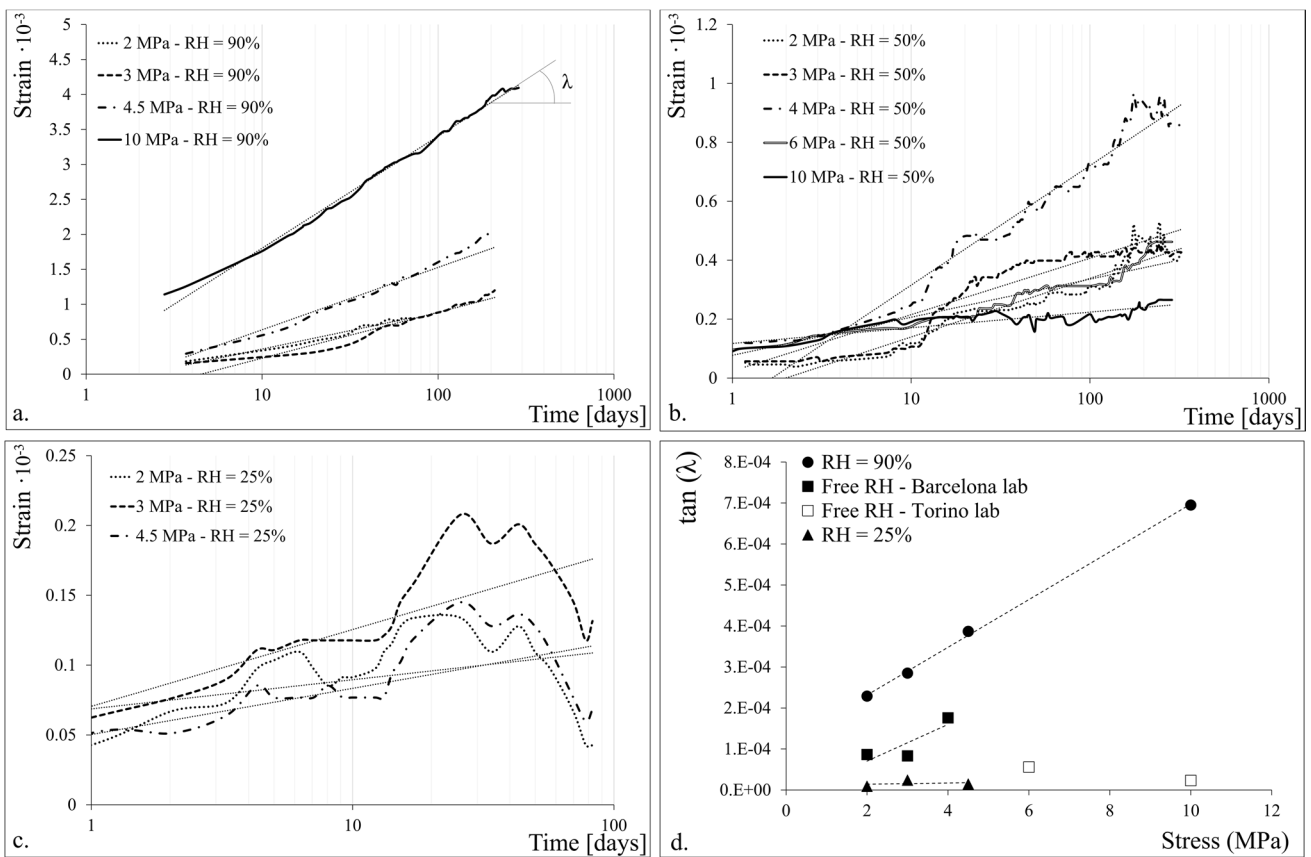 Strain ·10-3
5
4.5
4
3.5
3
2.5
2
1.5
1
0.5
0
2 MPa - RH = 90%
3 MPa - RH = 90%
4.5 MPa - RH = 90%
10 MPa - RH = 90%
λ
1
10
100
1000
Time [days]
a.
Strain ·10-3
1.2
1
0.8
0.6
0.4
0.2
0
2 MPa - RH = 50%
3 MPa - RH = 50%
4 MPa - RH = 50%
6 MPa - RH = 50%
10 MPa - RH = 50%
1
10
100
1000
Time [days]
b.
Strain ·10-3
0.25
0.2
0.15
0.1
0.05
0
2 MPa - RH = 25%
3 MPa - RH = 25%
4.5 MPa - RH = 25%
1
10
100
Time [days]
c.
tan (λ)
8.E-04
7.E-04
6.E-04
5.E-04
4.E-04
3.E-04
2.E-04
1.E-04
0.E+00
RH = 90%
Free RH - Barcelona lab
Free RH - Torino lab
RH = 25%
0
2
4
6
8
10
12
Stress (MPa)
d.